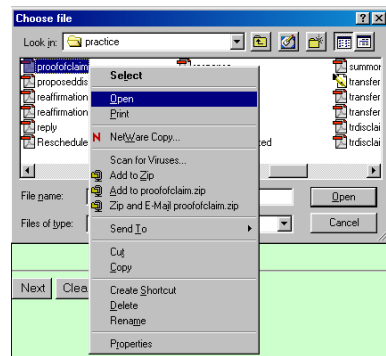 Choose file
Look in: practice
proofofclaim
proposeddis
reaffirmation
reaffirmation
reply
Reschedule
summor
transfer
transfer
transfer
trdisclai
trdisclai
Select
Open
Print
NetWare Copy...
Scan for Viruses...
Add to Zip
Add to proofofclaim.zip
Zip and E-Mail proofofclaim.zip
Send To
Cut
Copy
Create Shortcut
Delete
Rename
Properties
File name:
Open
Files of type:
Cancel
Next Clea